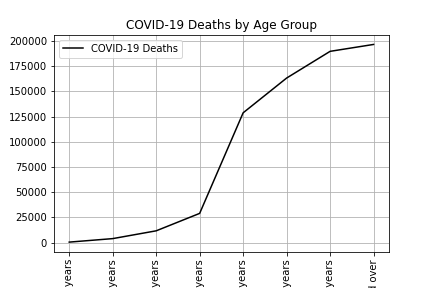 COVID-19 Deaths by Age Group
COVID-19 Deaths
200000
175000
150000
125000
100000
75000
50000
25000
0
years
years
years
years
years
years
years
over